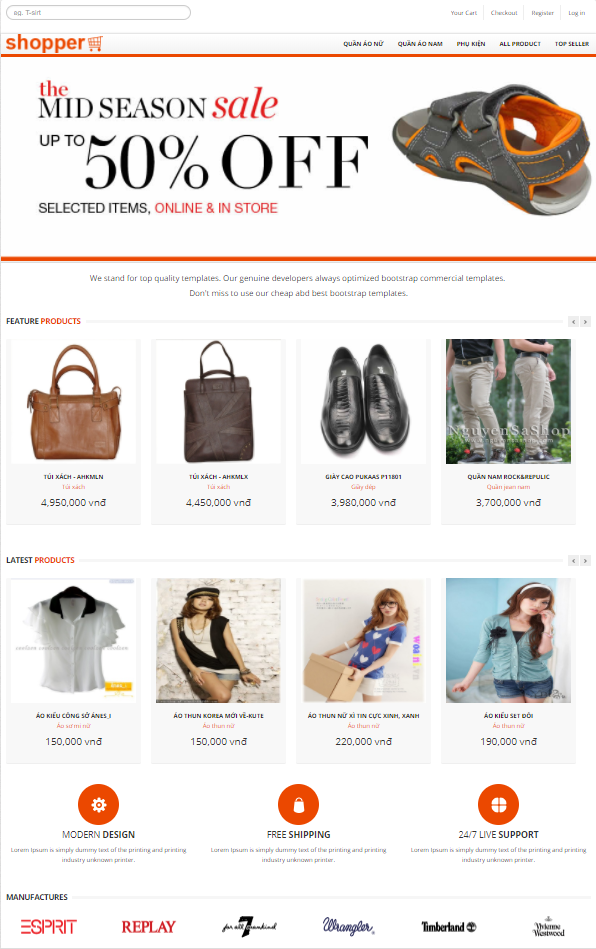 eg. T-sirt
Your Cart Checkout Register Log in
shopper
QUẦN ÁO NỮ QUẦN ÁO NAM PHỤ KIỆN ALL PRODUCT TOP SELLER
the
MID SEASON sale
UP TO 50% OFF
SELECTED ITEMS, ONLINE & IN STORE
We stand for top quality templates. Our genuine developers always optimized bootstrap commercial templates.
Don't miss to use our cheap abd best bootstrap templates.
FEATURE PRODUCTS
NguyenSaShop
TÚI XÁCH - AHKMLN
Túi xách
4,950,000 vnđ
TÚI XÁCH - AHKMLX
Túi xách
4,450,000 vnđ
GIÀY CAO PUKAAS P11801
Giày dép
3,980,000 vnđ
QUẦN NAM ROCK&REPULIC
Quần jean nam
3,700,000 vnđ
LATEST PRODUCTS
ÁO KIỂU CÔNG SỞ ÁNES_I
Áo sơ mi nữ
150,000 vnđ
ÁO THUN KOREA MỚI VỀ-KUTE
Áo thun nữ
150,000 vnđ
ÁO THUN NỮ XÌ TIN CỰC XINH, XANH
Áo thun nữ
220,000 vnđ
ÁO KIỂU SET ĐÔI
Áo thun nữ
190,000 vnđ
MODERN DESIGN
Lorem Ipsum is simply dummy text of the printing and printing
industry unknown printer.
FREE SHIPPING
Lorem Ipsum is simply dummy text of the printing and printing
industry unknown printer.
24/7 LIVE SUPPORT
Lorem Ipsum is simply dummy text of the printing and printing
industry unknown printer.
MANUFACTURES
ESPRIT
REPLAY
7 for all mankind
Wrangler
Timberland
Vivienne
Westwood